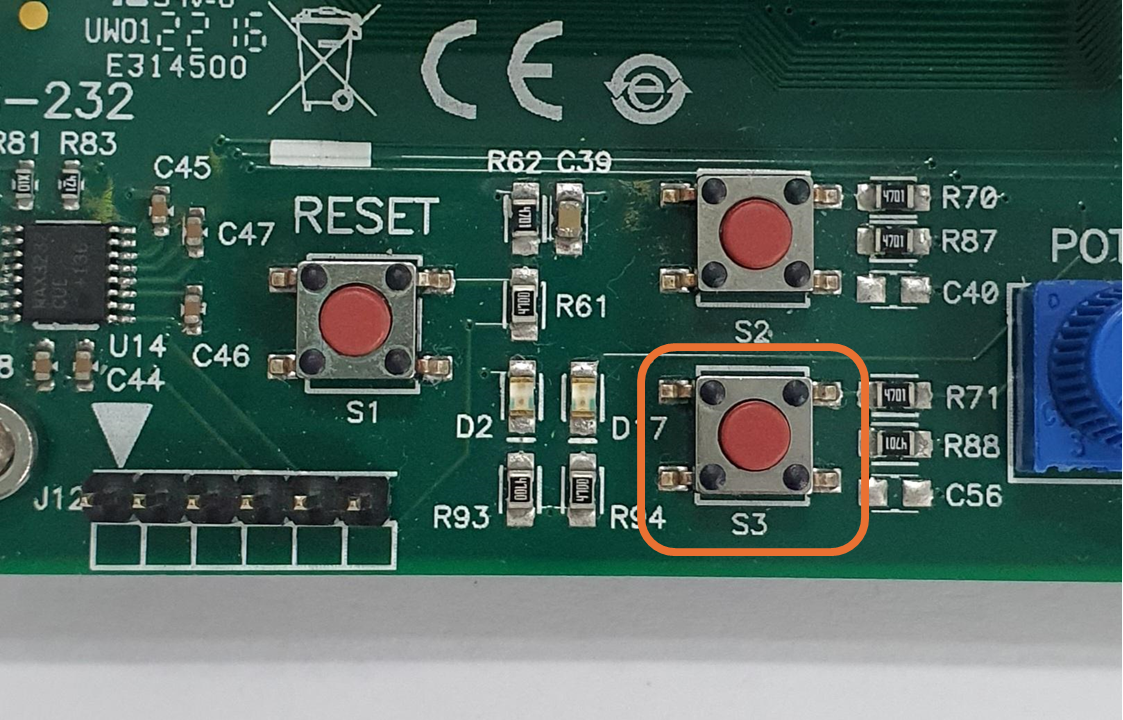 UW01 2216
E314500
-232
R81 R83
C45
R62 C39
RESET
C47
R70
R87
POT
C40
R61
S2
U14
C46
C44
S1
D2
D17
R71
R88
J12
C56
R93
R94
S3
4701
4701
4701